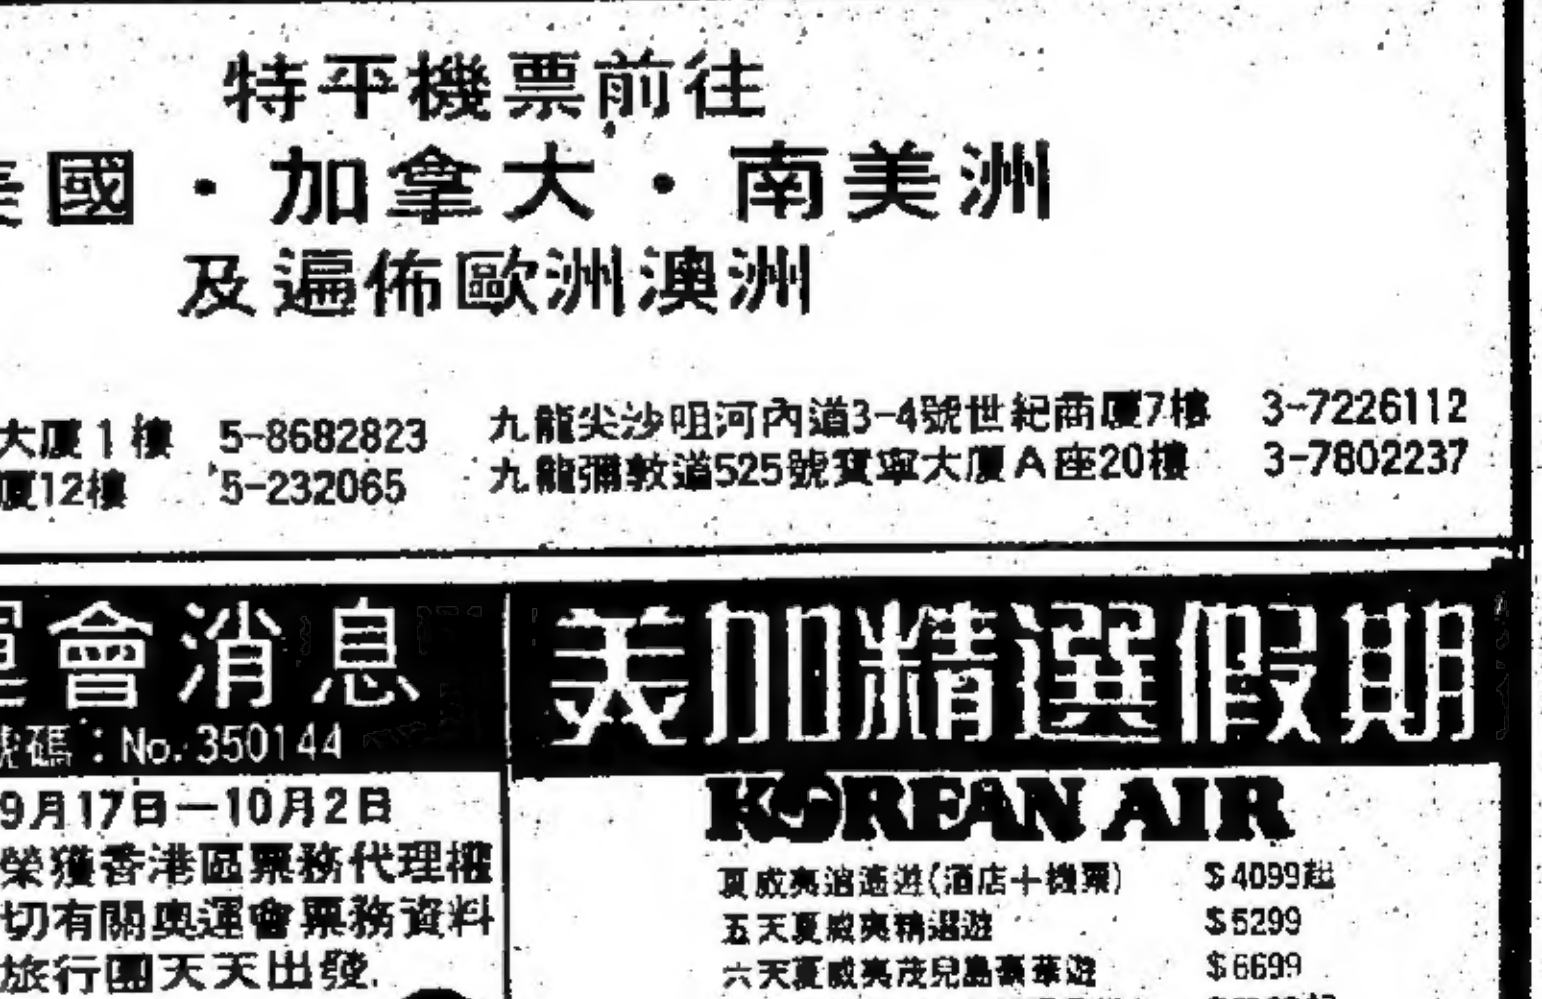 特平機票前往
美國・加拿大・南美洲
及遍佈歐洲澳洲
大厦1樓 5-8682823 九龍尖沙咀河內道3-4號世紀商厦7樓 3-7226112
厦12樓 5-232065 九龍彌敦道525號寶寧大厦A座20樓 3-7802237
運會消息
號碼：No. 350144
9月17日—10月2日
榮獲香港區票務代理權
切有關奧運會票務資料
旅行團天天出發.
美加精選假期
KOREAN AIR
夏威夷逍遙遊(酒店+機票) $4099起
五天夏威夷精選遊 $5299
六天夏威夷茂兒島豪華遊 $6699